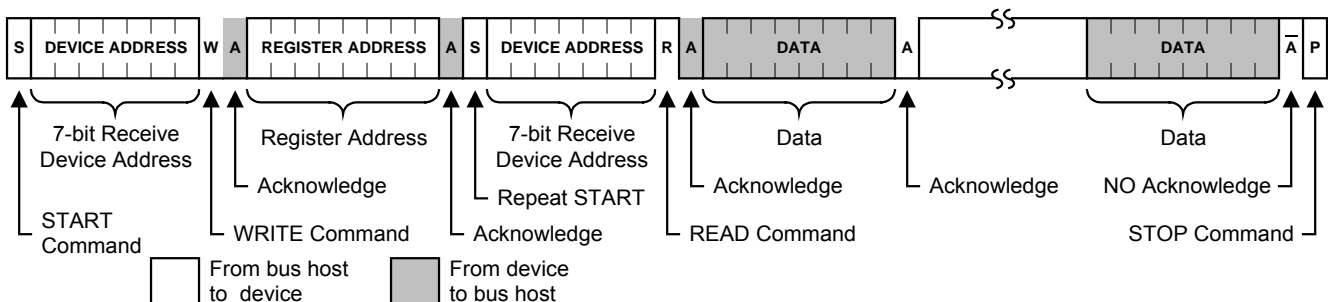 S DEVICE ADDRESS W A REGISTER ADDRESS A S DEVICE ADDRESS R A DATA A DATA A̅ P
7-bit Receive
Device Address
Register Address
7-bit Receive
Device Address
Data
Data
Acknowledge
Repeat START
Acknowledge
Acknowledge
NO Acknowledge
START
Command
WRITE Command
Acknowledge
READ Command
STOP Command
From bus host
to device
From device
to bus host